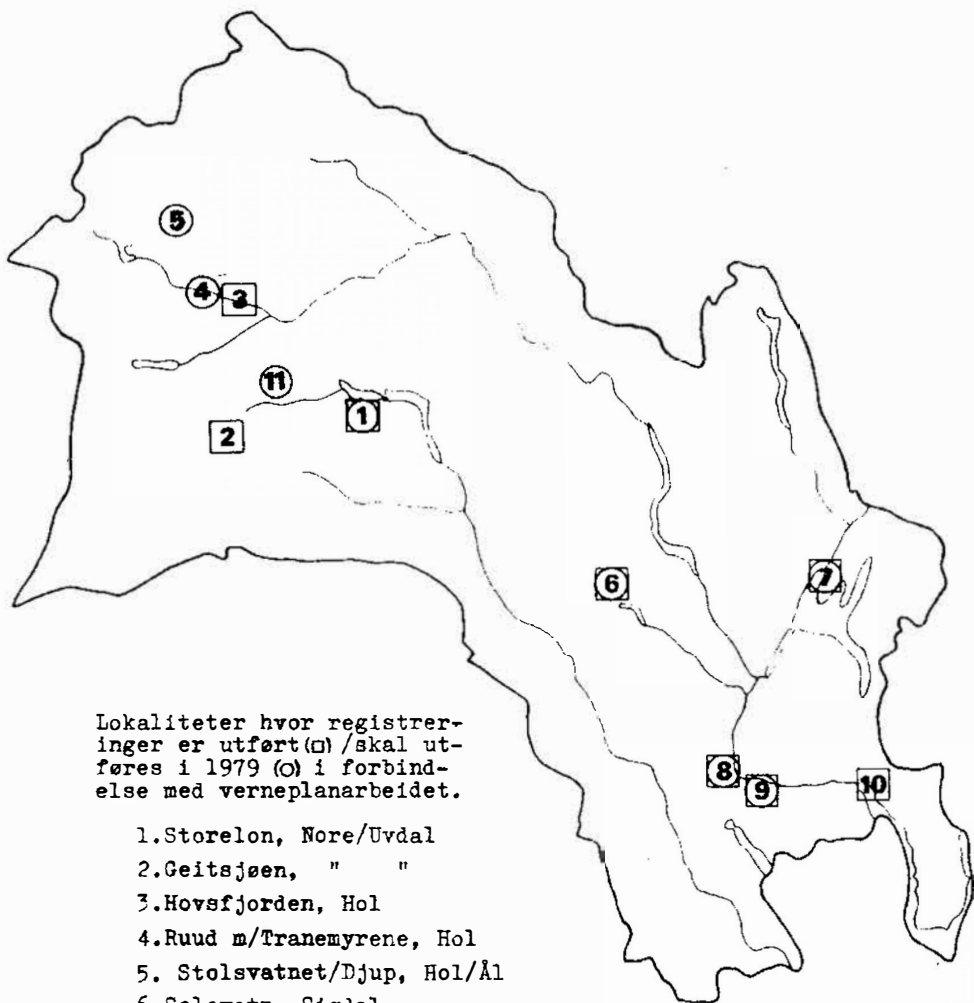 5
4
3
11
1
2
6
7
8
9
10
Lokaliteter hvor registrer-
inger er utført (□) /skal ut-
føres i 1979 (○) i forbind-
else med verneplanarbeidet.
1.Storelon, Nore/Uvdal
2.Geitsjøen, " "
3.Hovsfjorden, Hol
4.Ruud m/Tranemyrene, Hol
5. Stolsvatnet/Djup, Hol/Ål